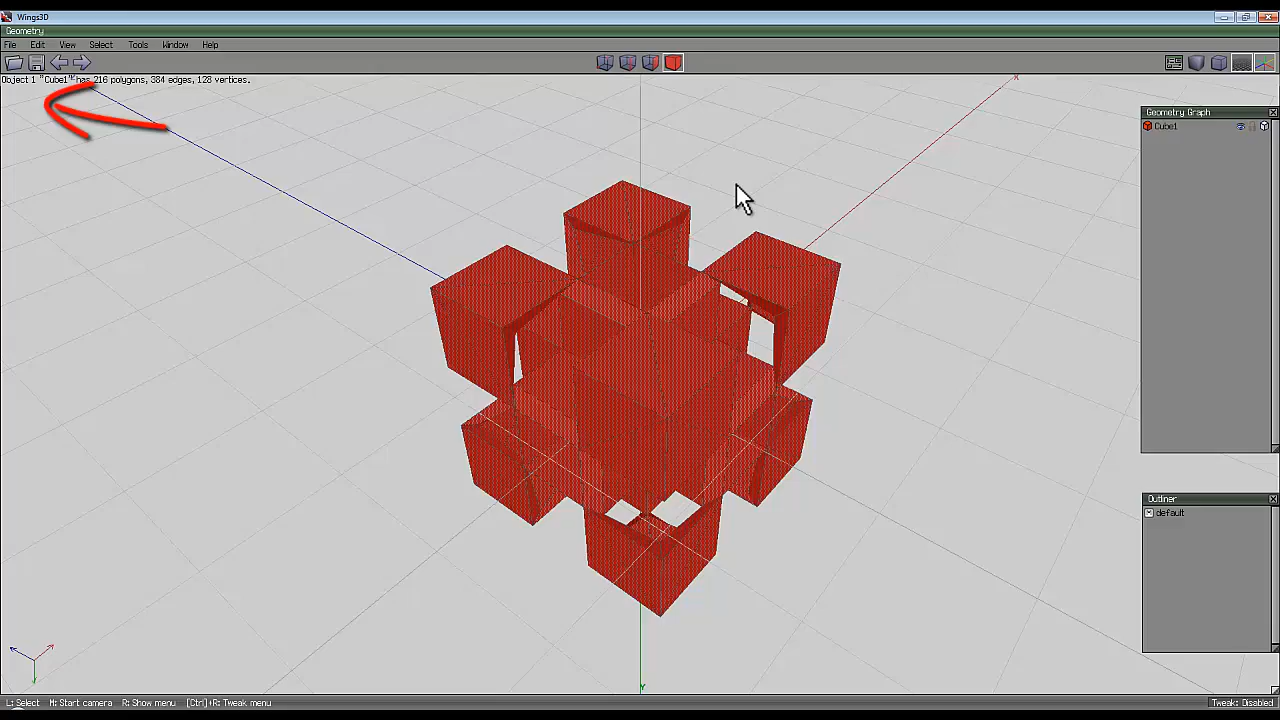 Wings3D
Geometry
File Edit View Select Tools Window Help
Object 1 "Cube1" has 216 polygons, 384 edges, 128 vertices.
X
Geometry Graph
Cube1
Outliner
default
Y
L: Select M: Start camera R: Show menu [Ctrl]+R: Tweak menu
Tweak: Disabled